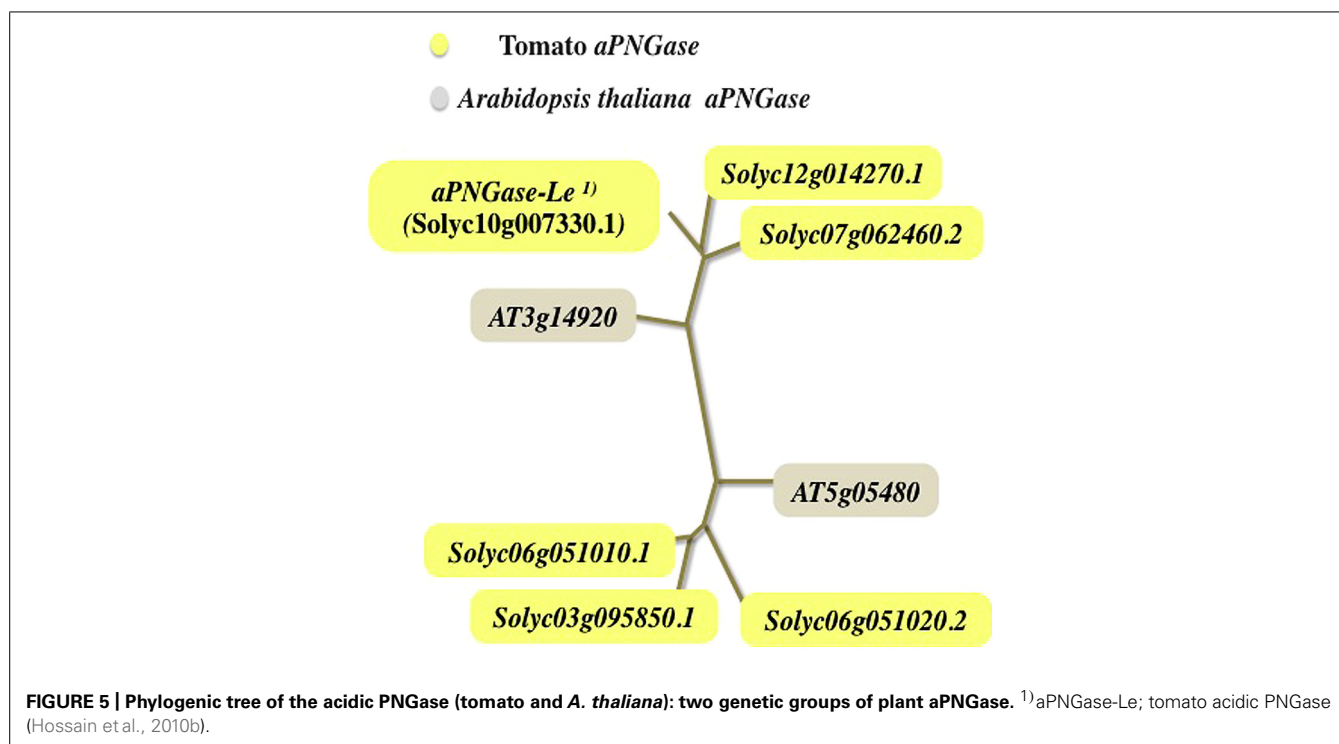 Tomato aPNGase
Arabidopsis thaliana aPNGase
aPNGase-Le 1)
(Solyc10g007330.1)
Solyc12g014270.1
Solyc07g062460.2
AT3g14920
AT5g05480
Solyc06g051010.1
Solyc03g095850.1
Solyc06g051020.2
FIGURE 5 | Phylogenic tree of the acidic PNGase (tomato and A. thaliana): two genetic groups of plant aPNGase. 1)aPNGase-Le; tomato acidic PNGase
(Hossain et al., 2010b).